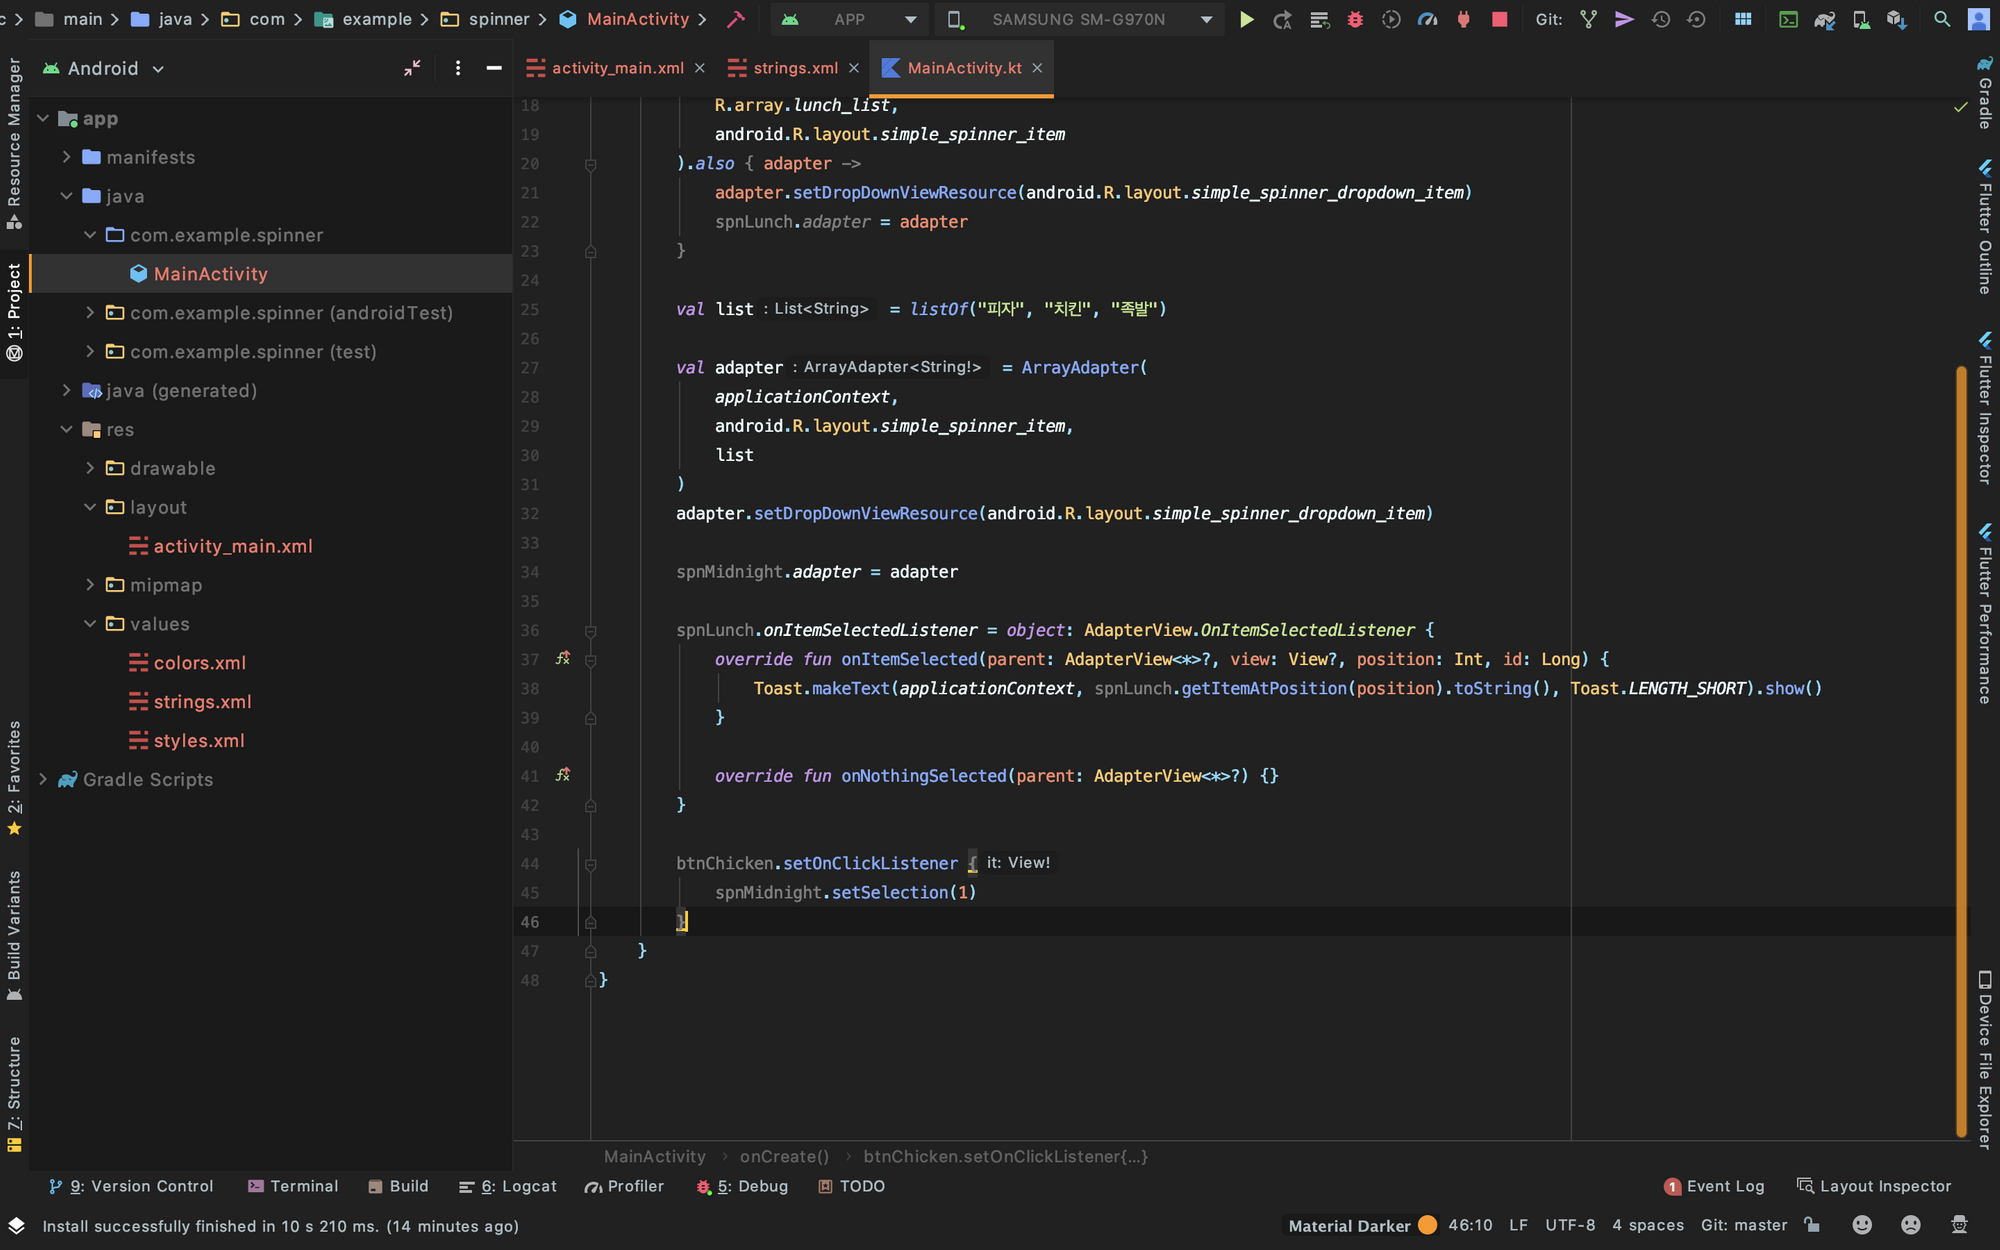 c > main > java > com > example > spinner > MainActivity > APP SAMSUNG SM-G970N Git:
Android
activity_main.xml × strings.xml × MainActivity.kt ×
Resource Manager
1: Project
2: Favorites
Build Variants
7: Structure
app
manifests
java
com.example.spinner
MainActivity
com.example.spinner (androidTest)
com.example.spinner (test)
java (generated)
res
drawable
layout
activity_main.xml
mipmap
values
colors.xml
strings.xml
styles.xml
Gradle Scripts
18 R.array.lunch_list,
19 android.R.layout.simple_spinner_item
20 ).also { adapter ->
21 adapter.setDropDownViewResource(android.R.layout.simple_spinner_dropdown_item)
22 spnLunch.adapter = adapter
23 }
24
25 val list : List<String> = listOf("피자", "치킨", "족발")
26
27 val adapter : ArrayAdapter<String!> = ArrayAdapter(
28 applicationContext,
29 android.R.layout.simple_spinner_item,
30 list
31 )
32 adapter.setDropDownViewResource(android.R.layout.simple_spinner_dropdown_item)
33
34 spnMidnight.adapter = adapter
35
36 spnLunch.onItemSelectedListener = object: AdapterView.OnItemSelectedListener {
37 override fun onItemSelected(parent: AdapterView<*>?, view: View?, position: Int, id: Long) {
38 Toast.makeText(applicationContext, spnLunch.getItemAtPosition(position).toString(), Toast.LENGTH_SHORT).show()
39 }
40
41 override fun onNothingSelected(parent: AdapterView<*>?) {}
42 }
43
44 btnChicken.setOnClickListener { it: View!
45 spnMidnight.setSelection(1)
46 }
47 }
48 }
Gradle
Flutter Outline
Flutter Inspector
Flutter Performance
Device File Explorer
MainActivity > onCreate() > btnChicken.setOnClickListener{...}
9: Version Control Terminal Build 6: Logcat Profiler 5: Debug TODO 1 Event Log Layout Inspector
Install successfully finished in 10 s 210 ms. (14 minutes ago) Material Darker 46:10 LF UTF-8 4 spaces Git: master